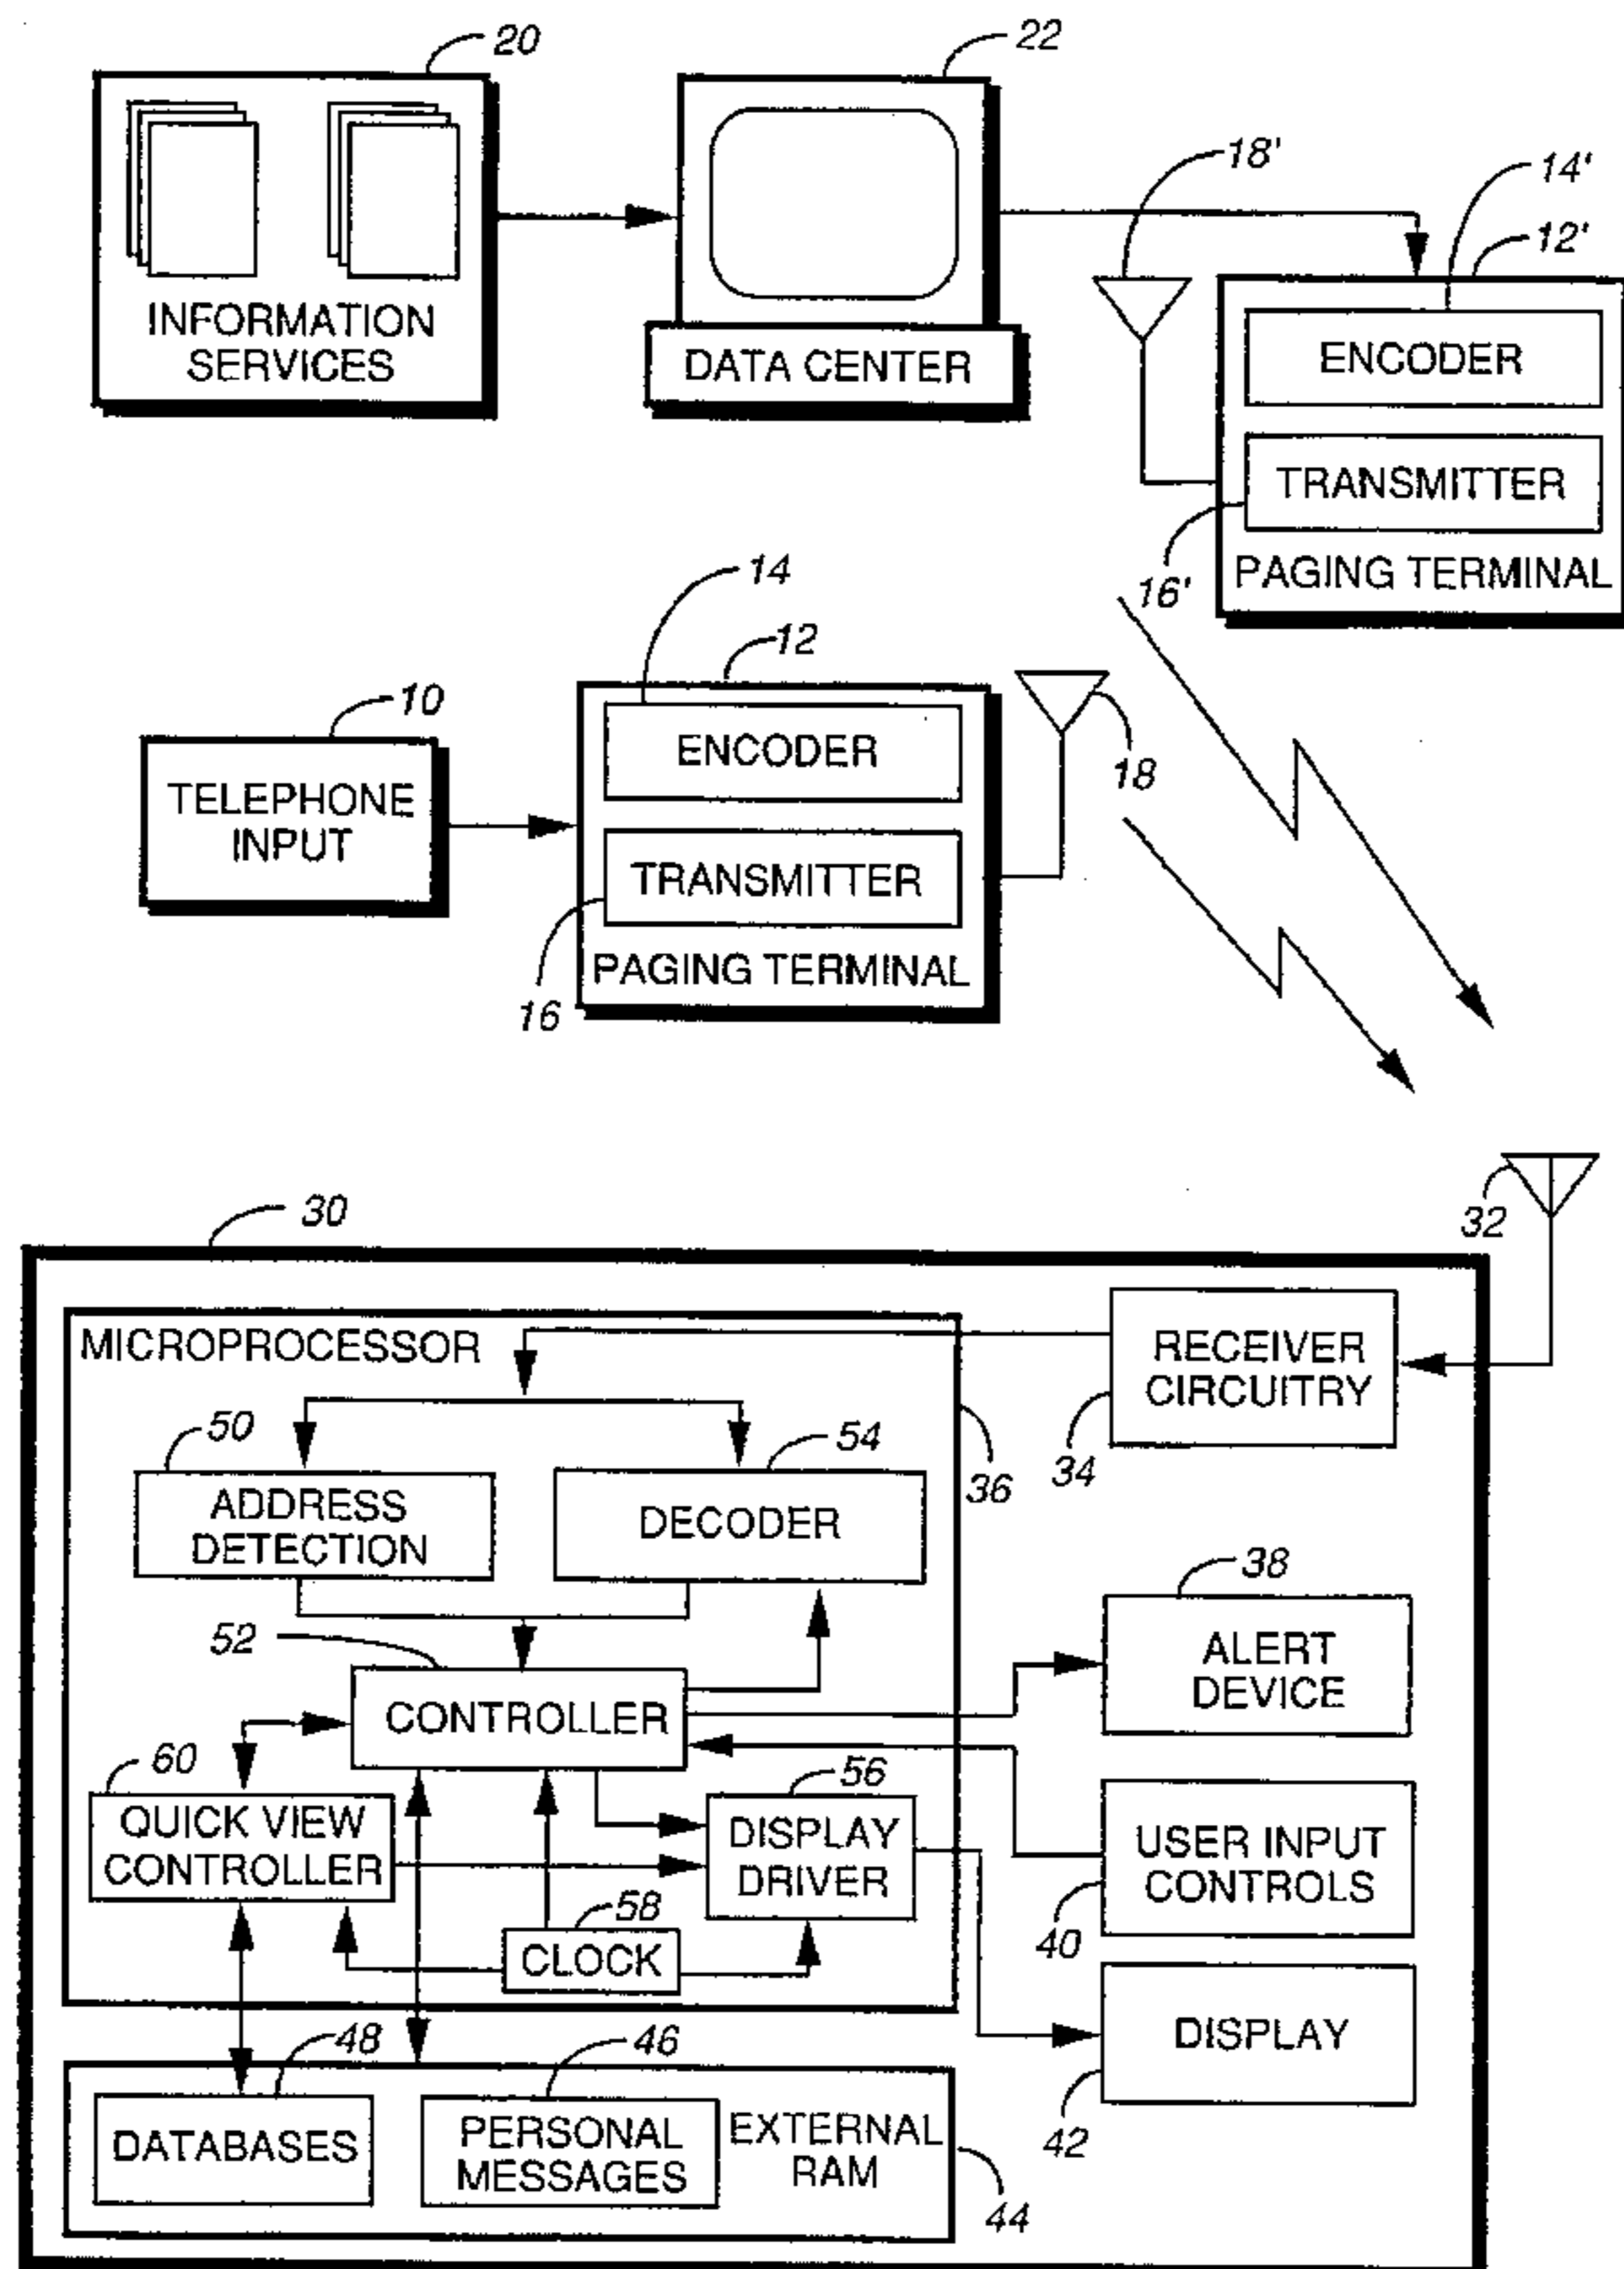 20
22
18'
14'
12'
INFORMATION
SERVICES
DATA CENTER
ENCODER
TRANSMITTER
16'
PAGING TERMINAL
14
12
10
ENCODER
18
TELEPHONE
INPUT
TRANSMITTER
16
PAGING TERMINAL
32
30
MICROPROCESSOR
RECEIVER
CIRCUITRY
34
36
50
54
ADDRESS
DETECTION
DECODER
38
ALERT
DEVICE
52
CONTROLLER
60
56
QUICK VIEW
CONTROLLER
DISPLAY
DRIVER
USER INPUT
CONTROLS
40
58
CLOCK
DISPLAY
42
48
46
DATABASES
PERSONAL
MESSAGES
EXTERNAL
RAM
44